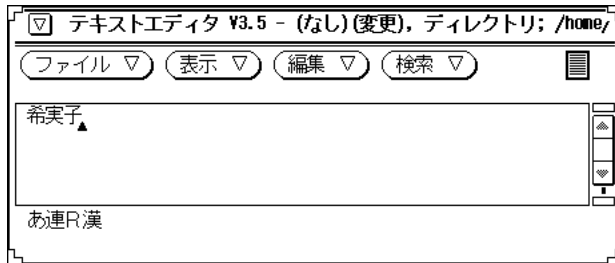 テキストエディタ V3.5 - (なし)(変更), ディレクトリ; /home/
ファイル 表示 編集 検索
希実子
あ連R漢